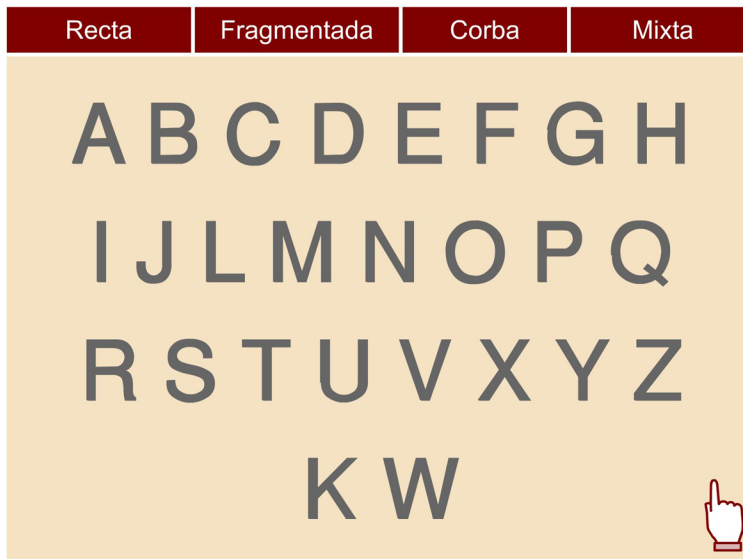 Recta Fragmentada Corba Mixta
A B C D E F G H
I J L M N O P Q
R S T U V X Y Z
K W